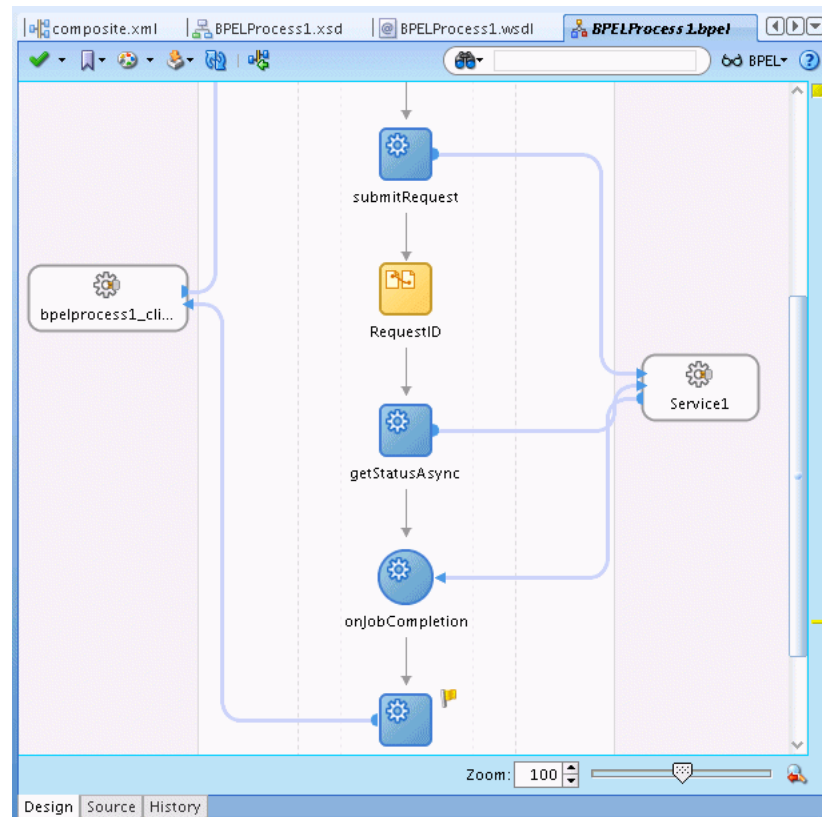 composite.xml BPELProcess1.xsd BPELProcess1.wsdl BPELProcess1.bpel
BPEL
submitRequest
bpelprocess1_cli...
RequestID
Service1
getStatusAsync
onJobCompletion
Zoom: 100
Design Source History